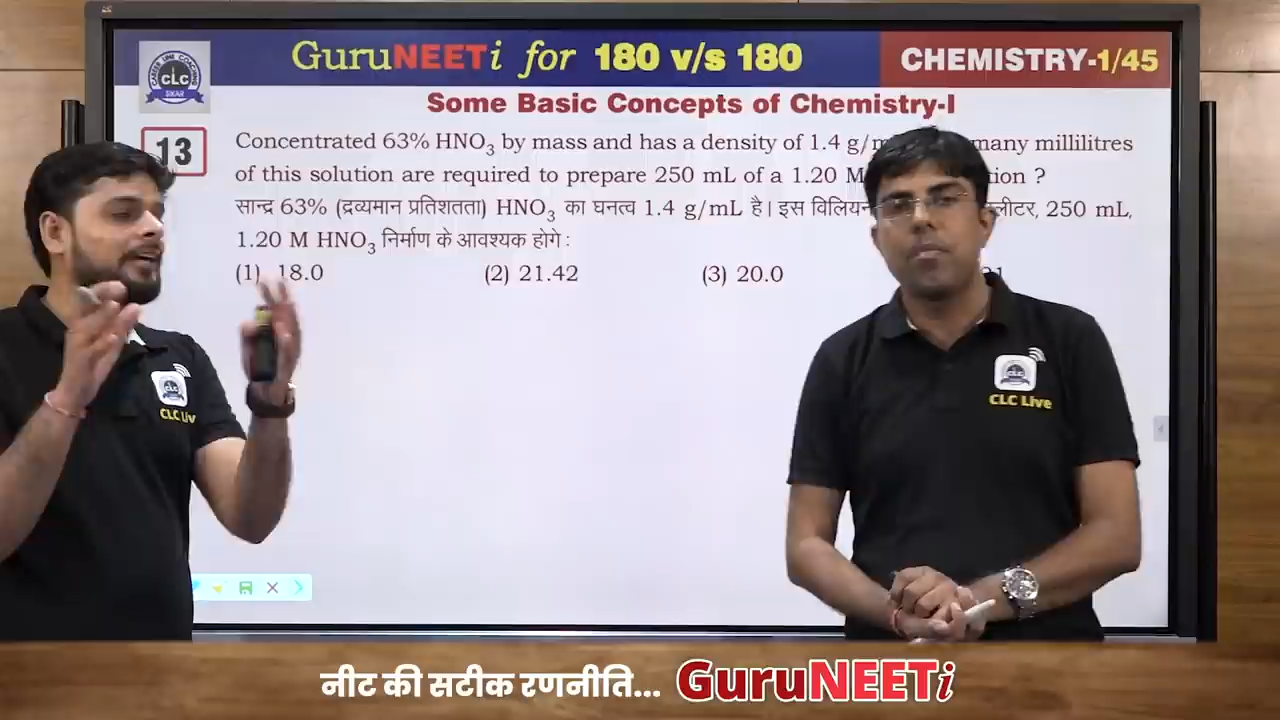 GuruNEETi for 180 v/s 180
CHEMISTRY-1/45
CLC
SIKAR
Some Basic Concepts of Chemistry-I
13
Concentrated 63% HNO₃ by mass and has a density of 1.4 g/m many millilitres
of this solution are required to prepare 250 mL of a 1.20 M tion ?
सान्द्र 63% (द्रव्यमान प्रतिशतता) HNO₃ का घनत्व 1.4 g/mL है। इस विलियन लीटर, 250 mL,
1.20 M HNO₃ निर्माण के आवश्यक होगे :
(1) 18.0 (2) 21.42 (3) 20.0
CLC Liv
CLC Live
नीट की सटीक रणनीति... GuruNEETi